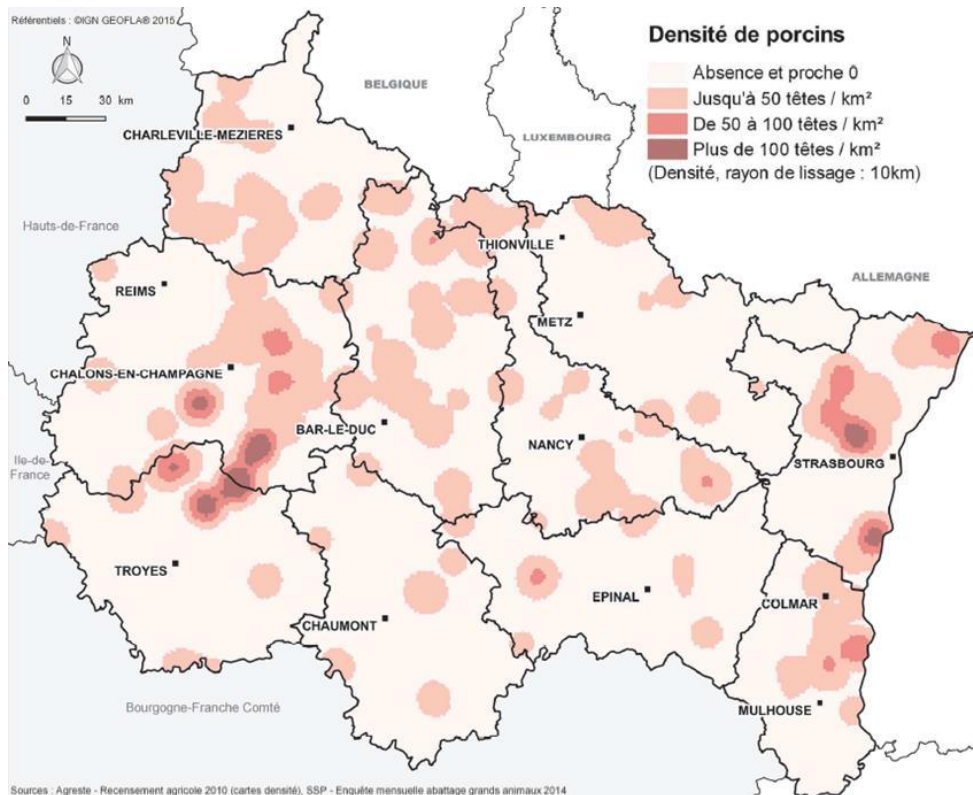 Référentiels : ©IGN GEOFLA® 2015
N
0 15 30 km
Densité de porcins
Absence et proche 0
Jusqu'à 50 têtes / km²
De 50 à 100 têtes / km²
Plus de 100 têtes / km²
(Densité, rayon de lissage : 10km)
BELGIQUE
LUXEMBOURG
CHARLEVILLE-MEZIERES
Hauts-de-France
THIONVILLE
ALLEMAGNE
REIMS
METZ
CHALONS-EN-CHAMPAGNE
BAR-LE-DUC
NANCY
STRASBOURG
Ile-de-
France
TROYES
EPINAL
COLMAR
CHAUMONT
Bourgogne-Franche Comté
MULHOUSE
Sources : Agreste - Recensement agricole 2010 (cartes densité), SSP - Enquête mensuelle abattage grands animaux 2014